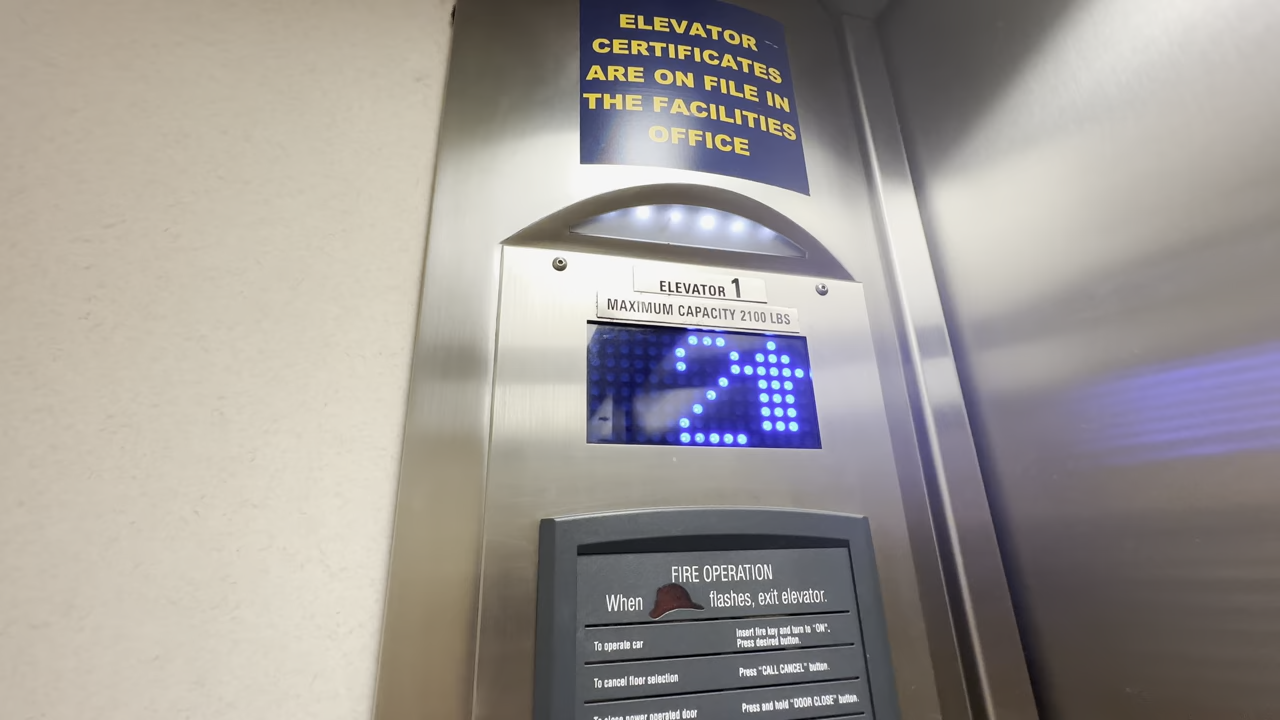 ELEVATOR
CERTIFICATES
ARE ON FILE IN
THE FACILITIES
OFFICE
ELEVATOR 1
MAXIMUM CAPACITY 2100 LBS
2
FIRE OPERATION
When flashes, exit elevator.
To operate car
Insert fire key and turn to "ON".
Press desired button.
To cancel floor selection
Press "CALL CANCEL" button.
To close power operated door
Press and hold "DOOR CLOSE" button.